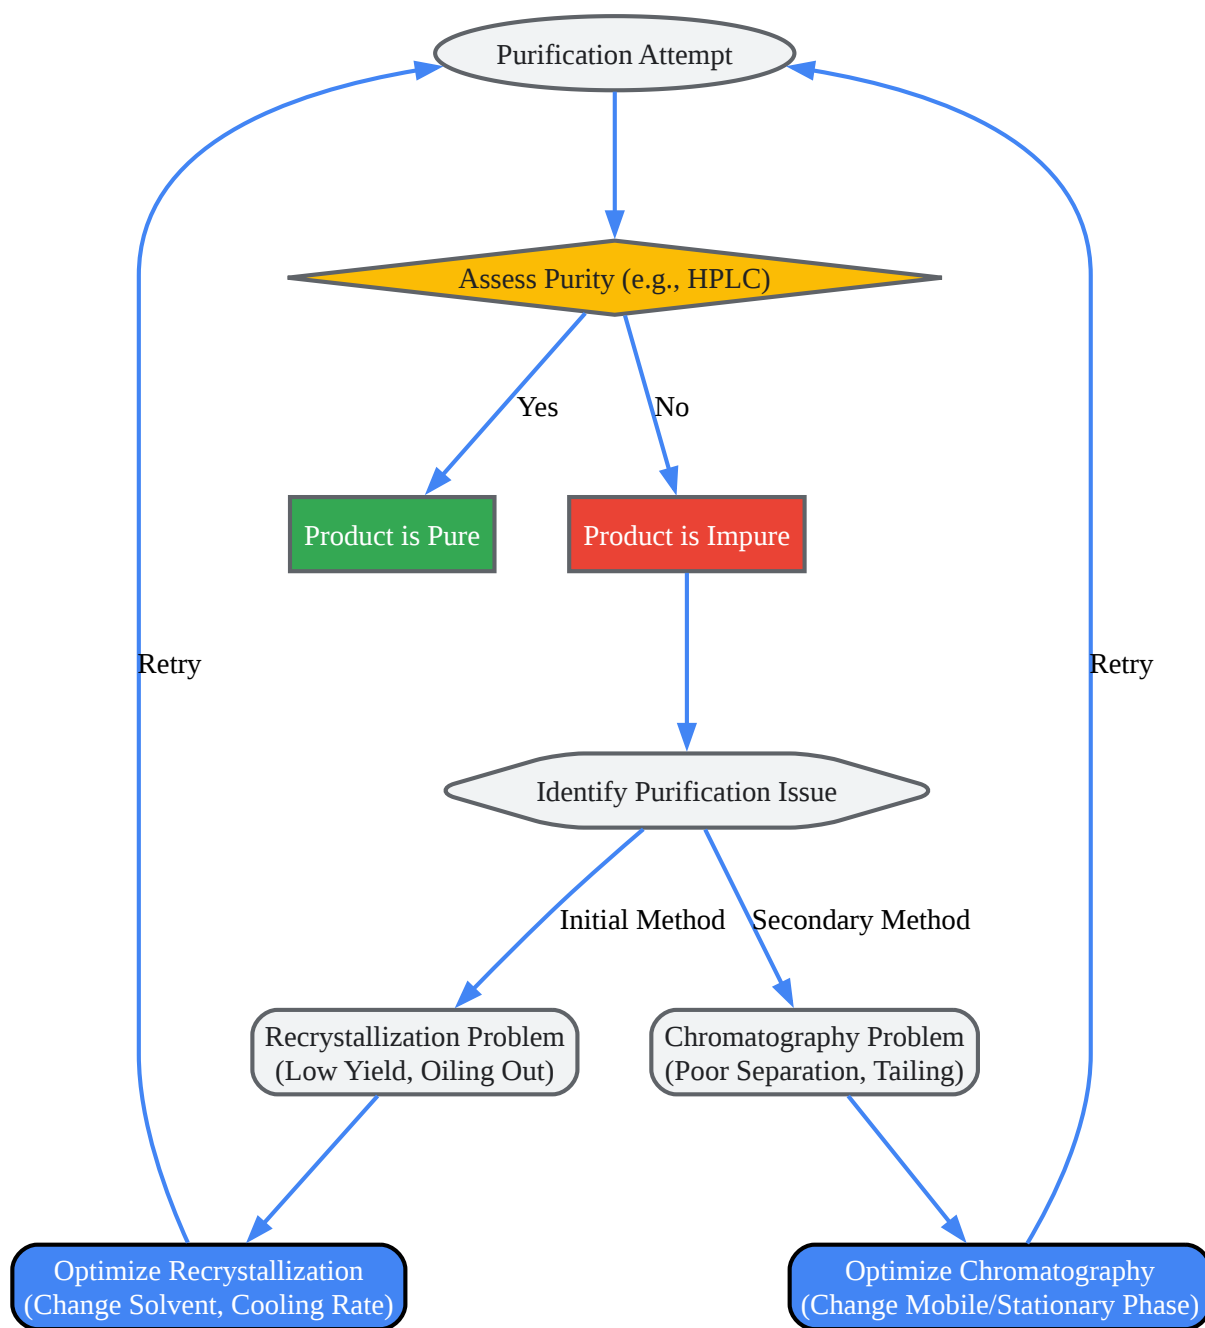 Purification Attempt
Assess Purity (e.g., HPLC)
Yes
No
Product is Pure
Product is Impure
Retry
Retry
Identify Purification Issue
Initial Method
Secondary Method
Recrystallization Problem
(Low Yield, Oiling Out)
Chromatography Problem
(Poor Separation, Tailing)
Optimize Recrystallization
(Change Solvent, Cooling Rate)
Optimize Chromatography
(Change Mobile/Stationary Phase)